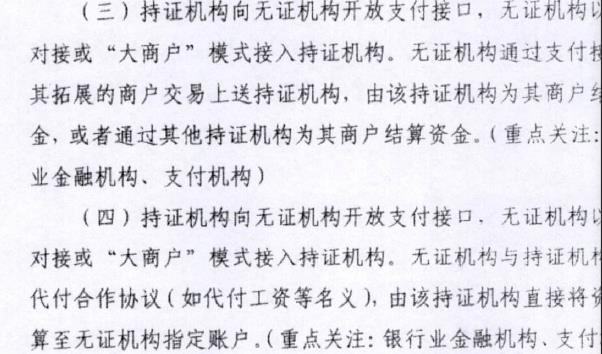 （三）持证机构向无证机构开放支付接口，无证机构以
对接或“大商户”模式接入持证机构。无证机构通过支付接
其拓展的商户交易上送持证机构，由该持证机构为其商户结
金，或者通过其他持证机构为其商户结算资金。（重点关注：
业金融机构、支付机构）
（四）持证机构向无证机构开放支付接口，无证机构以
对接或“大商户”模式接入持证机构。无证机构与持证机构
代付合作协议（如代付工资等名义），由该持证机构直接将资
算至无证机构指定账户。（重点关注：银行业金融机构、支付